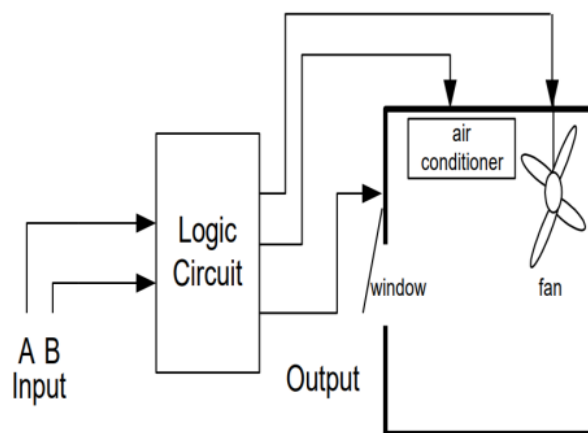 air
conditioner
Logic
Circuit
window
fan
A B
Input
Output